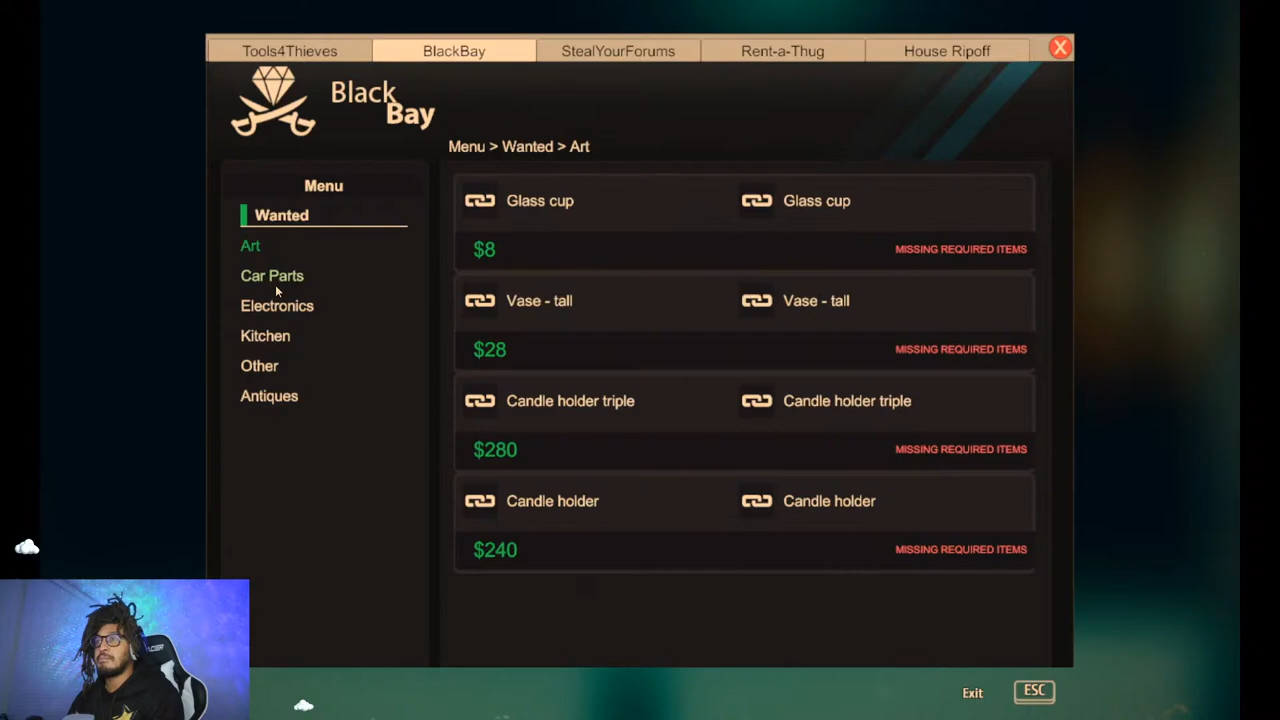 Tools4Thieves BlackBay StealYourForums Rent-a-Thug House Ripoff X
Black
Bay
Menu > Wanted > Art
Menu
Wanted
Art
Car Parts
Electronics
Kitchen
Other
Antiques
Glass cup Glass cup
$8 MISSING REQUIRED ITEMS
Vase - tall Vase - tall
$28 MISSING REQUIRED ITEMS
Candle holder triple Candle holder triple
$280 MISSING REQUIRED ITEMS
Candle holder Candle holder
$240 MISSING REQUIRED ITEMS
Exit ESC